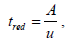 t_red = A/u ,